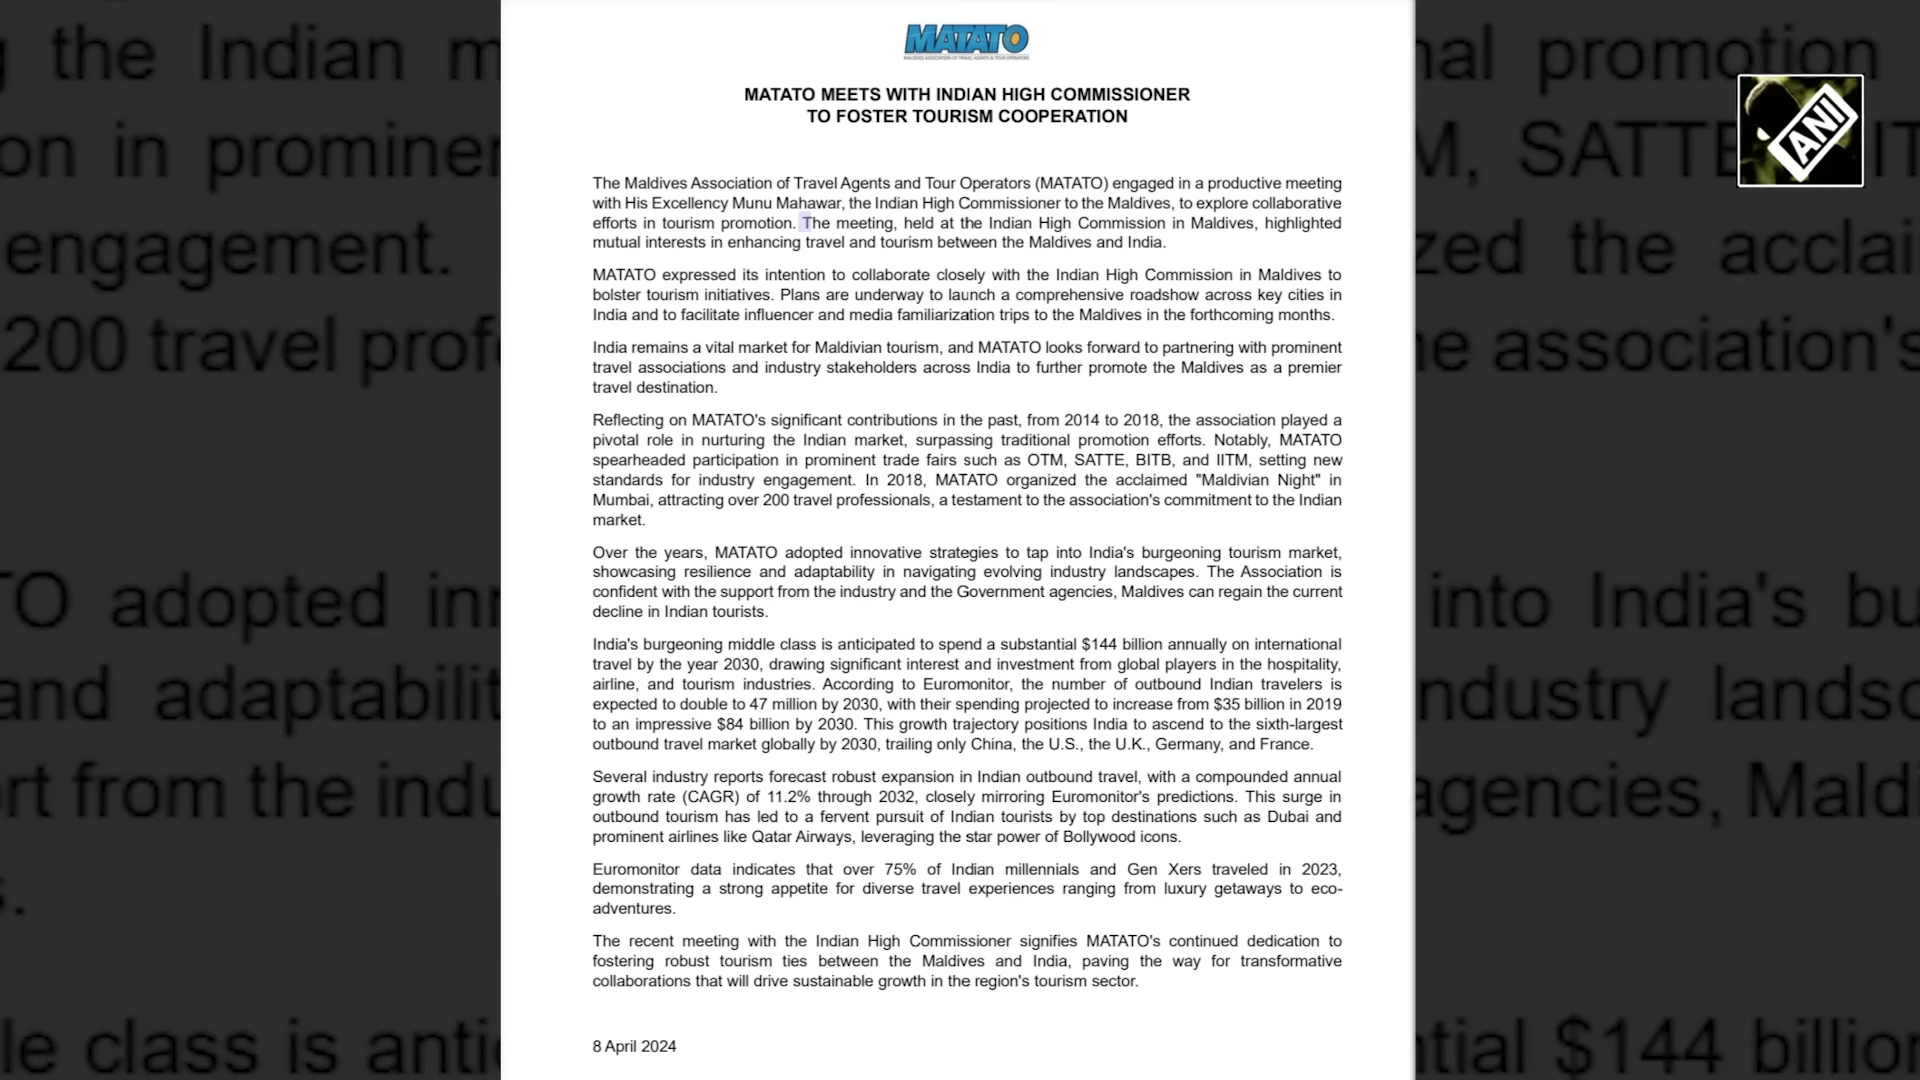 MATATO
MALDIVES ASSOCIATION OF TRAVEL AGENTS & TOUR OPERATORS
MATATO MEETS WITH INDIAN HIGH COMMISSIONER
TO FOSTER TOURISM COOPERATION
ANI
The Maldives Association of Travel Agents and Tour Operators (MATATO) engaged in a productive meeting
with His Excellency Munu Mahawar, the Indian High Commissioner to the Maldives, to explore collaborative
efforts in tourism promotion. The meeting, held at the Indian High Commission in Maldives, highlighted
mutual interests in enhancing travel and tourism between the Maldives and India.
MATATO expressed its intention to collaborate closely with the Indian High Commission in Maldives to
bolster tourism initiatives. Plans are underway to launch a comprehensive roadshow across key cities in
India and to facilitate influencer and media familiarization trips to the Maldives in the forthcoming months.
India remains a vital market for Maldivian tourism, and MATATO looks forward to partnering with prominent
travel associations and industry stakeholders across India to further promote the Maldives as a premier
travel destination.
Reflecting on MATATO's significant contributions in the past, from 2014 to 2018, the association played a
pivotal role in nurturing the Indian market, surpassing traditional promotion efforts. Notably, MATATO
spearheaded participation in prominent trade fairs such as OTM, SATTE, BITB, and IITM, setting new
standards for industry engagement. In 2018, MATATO organized the acclaimed "Maldivian Night" in
Mumbai, attracting over 200 travel professionals, a testament to the association's commitment to the Indian
market.
Over the years, MATATO adopted innovative strategies to tap into India's burgeoning tourism market,
showcasing resilience and adaptability in navigating evolving industry landscapes. The Association is
confident with the support from the industry and the Government agencies, Maldives can regain the current
decline in Indian tourists.
India's burgeoning middle class is anticipated to spend a substantial $144 billion annually on international
travel by the year 2030, drawing significant interest and investment from global players in the hospitality,
airline, and tourism industries. According to Euromonitor, the number of outbound Indian travelers is
expected to double to 47 million by 2030, with their spending projected to increase from $35 billion in 2019
to an impressive $84 billion by 2030. This growth trajectory positions India to ascend to the sixth-largest
outbound travel market globally by 2030, trailing only China, the U.S., the U.K., Germany, and France.
Several industry reports forecast robust expansion in Indian outbound travel, with a compounded annual
growth rate (CAGR) of 11.2% through 2032, closely mirroring Euromonitor's predictions. This surge in
outbound tourism has led to a fervent pursuit of Indian tourists by top destinations such as Dubai and
prominent airlines like Qatar Airways, leveraging the star power of Bollywood icons.
Euromonitor data indicates that over 75% of Indian millennials and Gen Xers traveled in 2023,
demonstrating a strong appetite for diverse travel experiences ranging from luxury getaways to eco-
adventures.
The recent meeting with the Indian High Commissioner signifies MATATO's continued dedication to
fostering robust tourism ties between the Maldives and India, paving the way for transformative
collaborations that will drive sustainable growth in the region's tourism sector.
8 April 2024